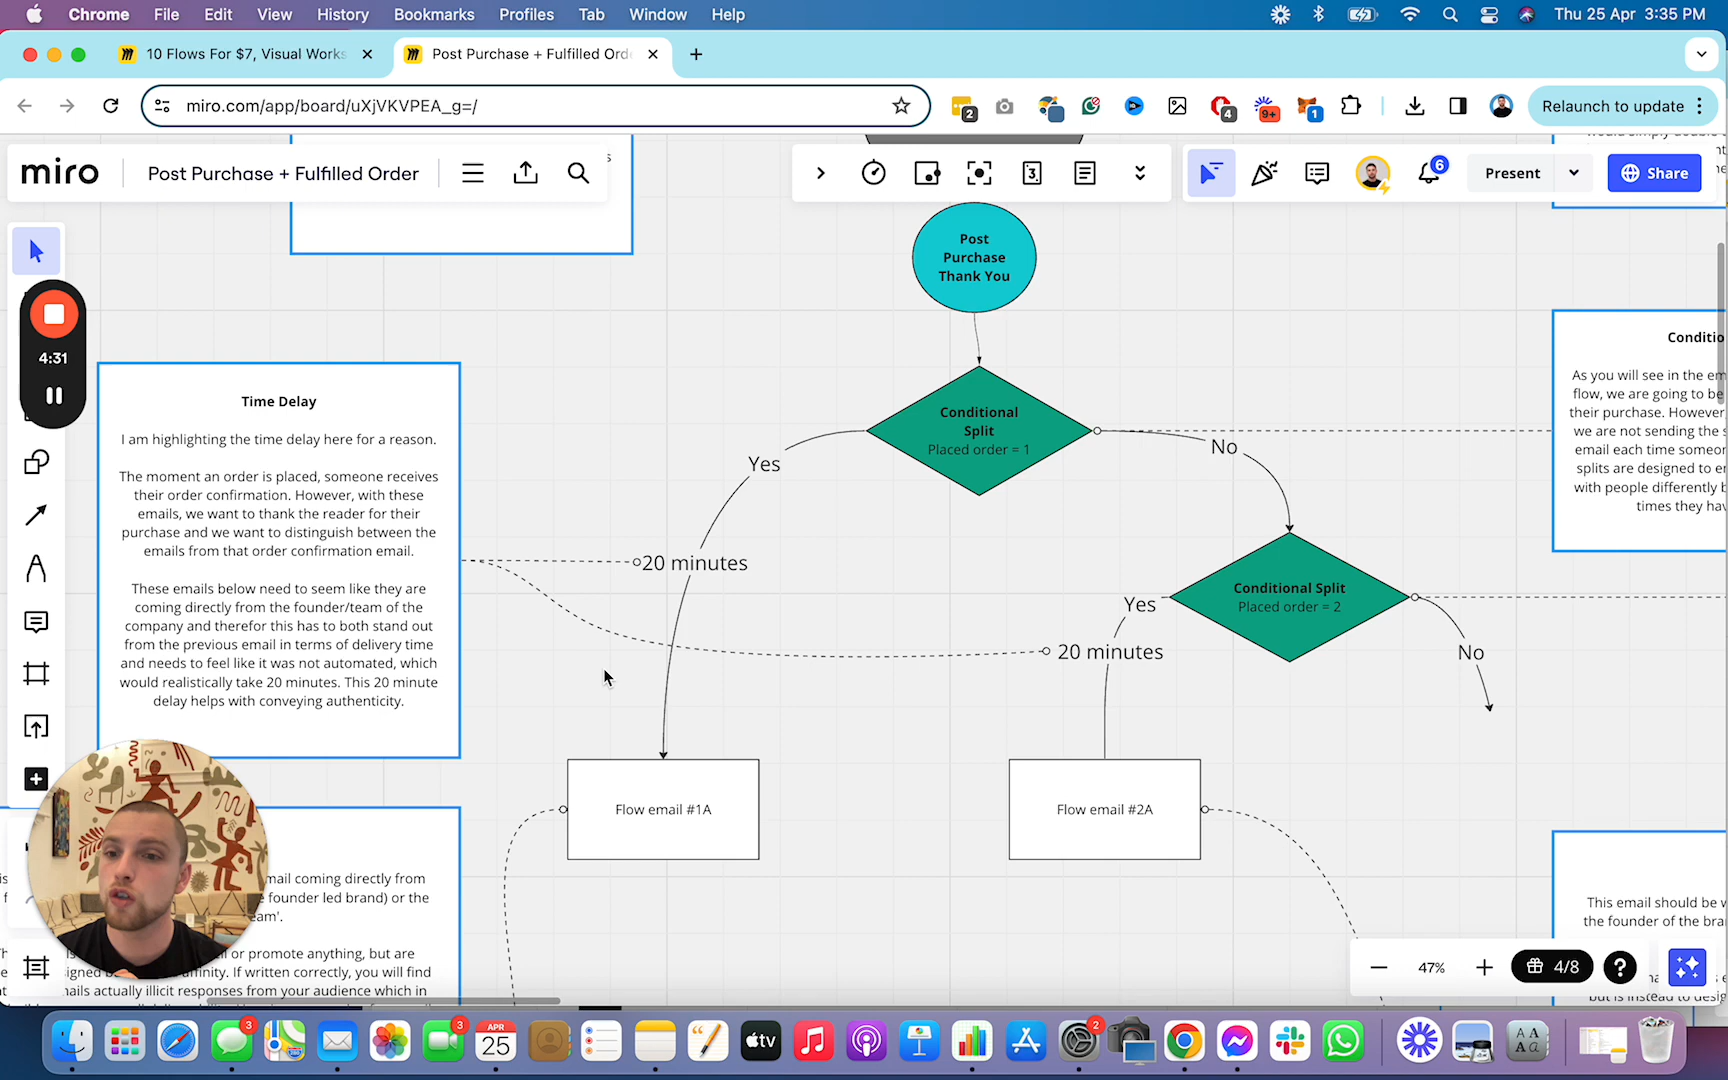 Chrome File Edit View History Bookmarks Profiles Tab Window Help
Thu 25 Apr 3:35 PM
10 Flows For $7, Visual Works
Post Purchase + Fulfilled Ord
miro.com/app/board/uXjVKVPEA_g=/
2
4
9+
1
Relaunch to update
miro
Post Purchase + Fulfilled Order
3
6
Present
Share
4:31
Post
Purchase
Thank You
Conditional
Split
Placed order = 1
Yes
No
20 minutes
Conditional Split
Placed order = 2
Yes
No
20 minutes
Flow email #1A
Flow email #2A
Time Delay
I am highlighting the time delay here for a reason.
The moment an order is placed, someone receives
their order confirmation. However, with these
emails, we want to thank the reader for their
purchase and we want to distinguish between the
emails from that order confirmation email.
These emails below need to seem like they are
coming directly from the founder/team of the
company and therefor this has to both stand out
from the previous email in terms of delivery time
and needs to feel like it was not automated, which
would realistically take 20 minutes. This 20 minute
delay helps with conveying authenticity.
mail coming directly from
founder led brand) or the
eam'.
or promote anything, but are
affinity. If written correctly, you will find
actually illicit responses from your audience which in
Conditio
As you will see in the em
flow, we are going to be
their purchase. However
we are not sending the s
email each time someor
splits are designed to er
with people differently b
times they hav
This email should be w
the founder of the bra
but is instead to desig
47%
4/8
3
3
APR
25
tv
2